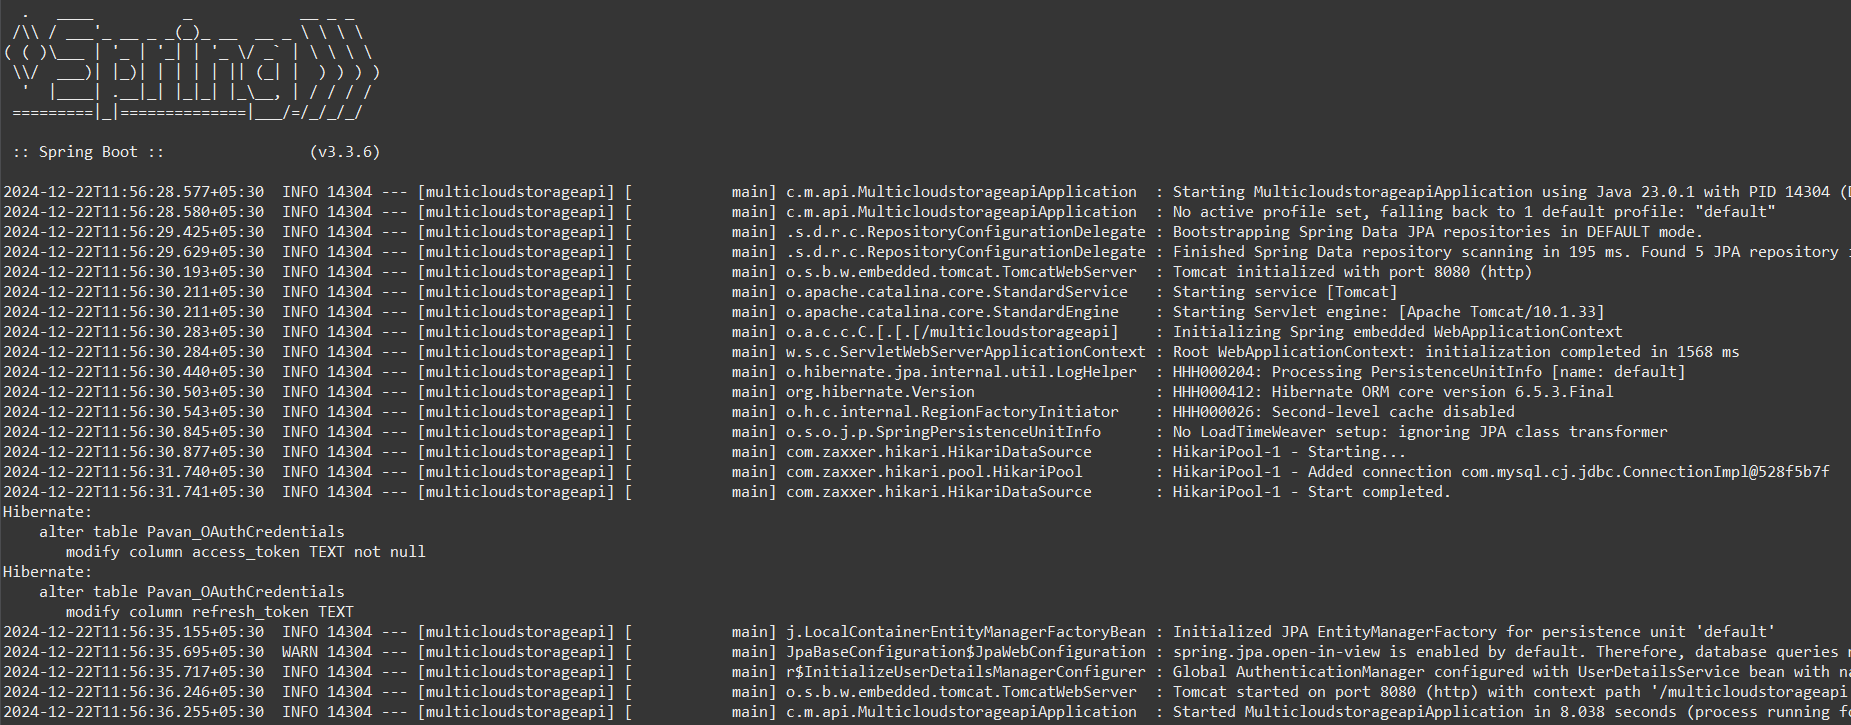 .   ____          _            __ _ _
 /\\ / ___'_ __ _ _(_)_ __  __ _ \ \ \ \
( ( )\___ | '_ | '_| | '_ \/ _` | \ \ \ \
 \\/  ___)| |_)| | | | | || (_| |  ) ) ) )
  '  |____| .__|_| |_|_| |_\__, | / / / /
 =========|_|==============|___/=/_/_/_/

 :: Spring Boot ::                (v3.3.6)

2024-12-22T11:56:28.577+05:30  INFO 14304 --- [multicloudstorageapi] [           main] c.m.api.MulticloudstorageapiApplication  : Starting MulticloudstorageapiApplication using Java 23.0.1 with PID 14304 (
2024-12-22T11:56:28.580+05:30  INFO 14304 --- [multicloudstorageapi] [           main] c.m.api.MulticloudstorageapiApplication  : No active profile set, falling back to 1 default profile: "default"
2024-12-22T11:56:29.425+05:30  INFO 14304 --- [multicloudstorageapi] [           main] .s.d.r.c.RepositoryConfigurationDelegate : Bootstrapping Spring Data JPA repositories in DEFAULT mode.
2024-12-22T11:56:29.629+05:30  INFO 14304 --- [multicloudstorageapi] [           main] .s.d.r.c.RepositoryConfigurationDelegate : Finished Spring Data repository scanning in 195 ms. Found 5 JPA repository
2024-12-22T11:56:30.193+05:30  INFO 14304 --- [multicloudstorageapi] [           main] o.s.b.w.embedded.tomcat.TomcatWebServer  : Tomcat initialized with port 8080 (http)
2024-12-22T11:56:30.211+05:30  INFO 14304 --- [multicloudstorageapi] [           main] o.apache.catalina.core.StandardService   : Starting service [Tomcat]
2024-12-22T11:56:30.211+05:30  INFO 14304 --- [multicloudstorageapi] [           main] o.apache.catalina.core.StandardEngine    : Starting Servlet engine: [Apache Tomcat/10.1.33]
2024-12-22T11:56:30.283+05:30  INFO 14304 --- [multicloudstorageapi] [           main] o.a.c.c.C.[.[.[/multicloudstorageapi]    : Initializing Spring embedded WebApplicationContext
2024-12-22T11:56:30.284+05:30  INFO 14304 --- [multicloudstorageapi] [           main] w.s.c.ServletWebServerApplicationContext : Root WebApplicationContext: initialization completed in 1568 ms
2024-12-22T11:56:30.440+05:30  INFO 14304 --- [multicloudstorageapi] [           main] o.hibernate.jpa.internal.util.LogHelper  : HHH000204: Processing PersistenceUnitInfo [name: default]
2024-12-22T11:56:30.503+05:30  INFO 14304 --- [multicloudstorageapi] [           main] org.hibernate.Version                    : HHH000412: Hibernate ORM core version 6.5.3.Final
2024-12-22T11:56:30.543+05:30  INFO 14304 --- [multicloudstorageapi] [           main] o.h.c.internal.RegionFactoryInitiator    : HHH000026: Second-level cache disabled
2024-12-22T11:56:30.845+05:30  INFO 14304 --- [multicloudstorageapi] [           main] o.s.o.j.p.SpringPersistenceUnitInfo      : No LoadTimeWeaver setup: ignoring JPA class transformer
2024-12-22T11:56:30.877+05:30  INFO 14304 --- [multicloudstorageapi] [           main] com.zaxxer.hikari.HikariDataSource       : HikariPool-1 - Starting...
2024-12-22T11:56:31.740+05:30  INFO 14304 --- [multicloudstorageapi] [           main] com.zaxxer.hikari.pool.HikariPool        : HikariPool-1 - Added connection com.mysql.cj.jdbc.ConnectionImpl@528f5b7f
2024-12-22T11:56:31.741+05:30  INFO 14304 --- [multicloudstorageapi] [           main] com.zaxxer.hikari.HikariDataSource       : HikariPool-1 - Start completed.
Hibernate:
    alter table Pavan_OAuthCredentials
       modify column access_token TEXT not null
Hibernate:
    alter table Pavan_OAuthCredentials
       modify column refresh_token TEXT
2024-12-22T11:56:35.155+05:30  INFO 14304 --- [multicloudstorageapi] [           main] j.LocalContainerEntityManagerFactoryBean : Initialized JPA EntityManagerFactory for persistence unit 'default'
2024-12-22T11:56:35.695+05:30  WARN 14304 --- [multicloudstorageapi] [           main] JpaBaseConfiguration$JpaWebConfiguration : spring.jpa.open-in-view is enabled by default. Therefore, database queries
2024-12-22T11:56:35.717+05:30  INFO 14304 --- [multicloudstorageapi] [           main] r$InitializeUserDetailsManagerConfigurer : Global AuthenticationManager configured with UserDetailsService bean with
2024-12-22T11:56:36.246+05:30  INFO 14304 --- [multicloudstorageapi] [           main] o.s.b.w.embedded.tomcat.TomcatWebServer  : Tomcat started on port 8080 (http) with context path '/multicloudstorageapi
2024-12-22T11:56:36.255+05:30  INFO 14304 --- [multicloudstorageapi] [           main] c.m.api.MulticloudstorageapiApplication  : Started MulticloudstorageapiApplication in 8.038 seconds (process running